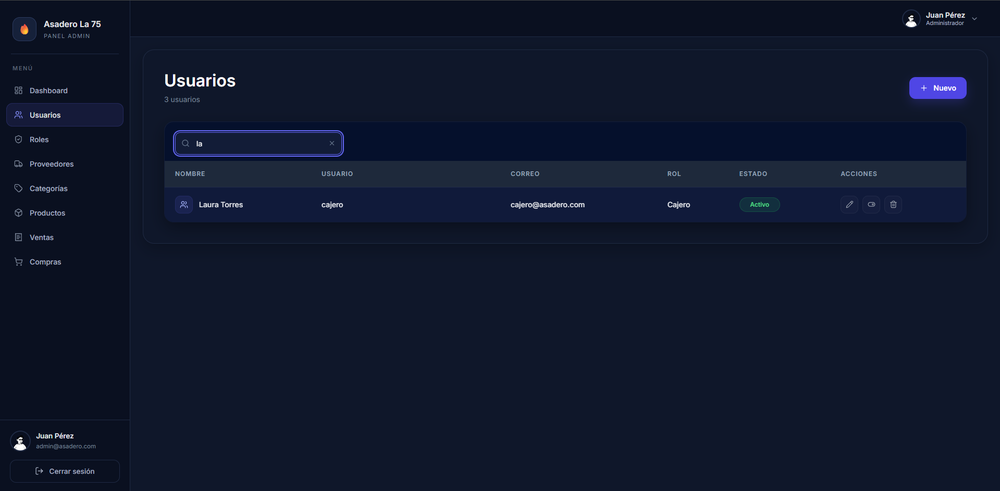 Asadero La 75
PANEL ADMIN
MENÚ
Dashboard
Usuarios
Roles
Proveedores
Categorías
Productos
Ventas
Compras
Juan Pérez
admin@asadero.com
Cerrar sesión
Juan Pérez
Administrador
Usuarios
3 usuarios
Nuevo
la
NOMBRE USUARIO CORREO ROL ESTADO ACCIONES
Laura Torres cajero cajero@asadero.com Cajero Activo